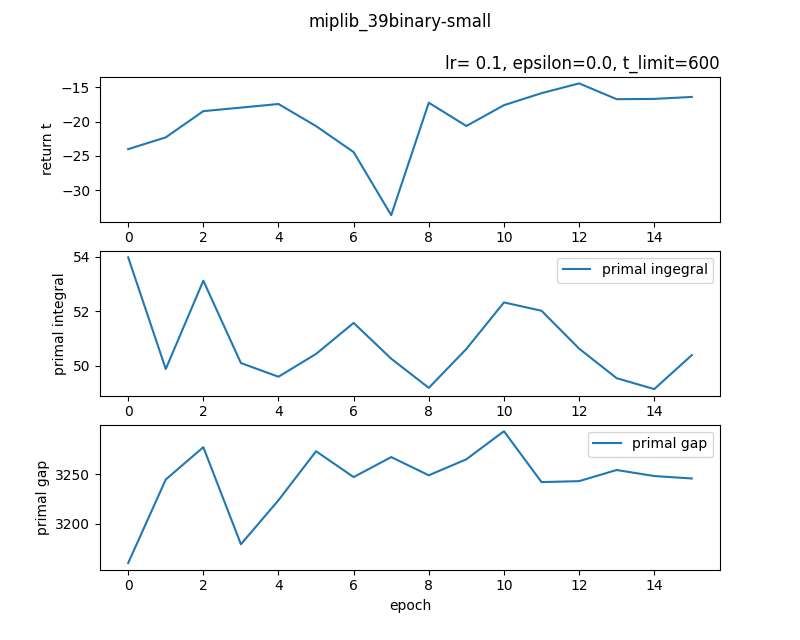 miplib_39binary-small
lr= 0.1, epsilon=0.0, t_limit=600
return t
−15
−20
−25
−30
0 2 4 6 8 10 12 14
primal integral
54
52
50
primal ingegral
0 2 4 6 8 10 12 14
primal gap
3250
3200
primal gap
0 2 4 6 8 10 12 14
epoch